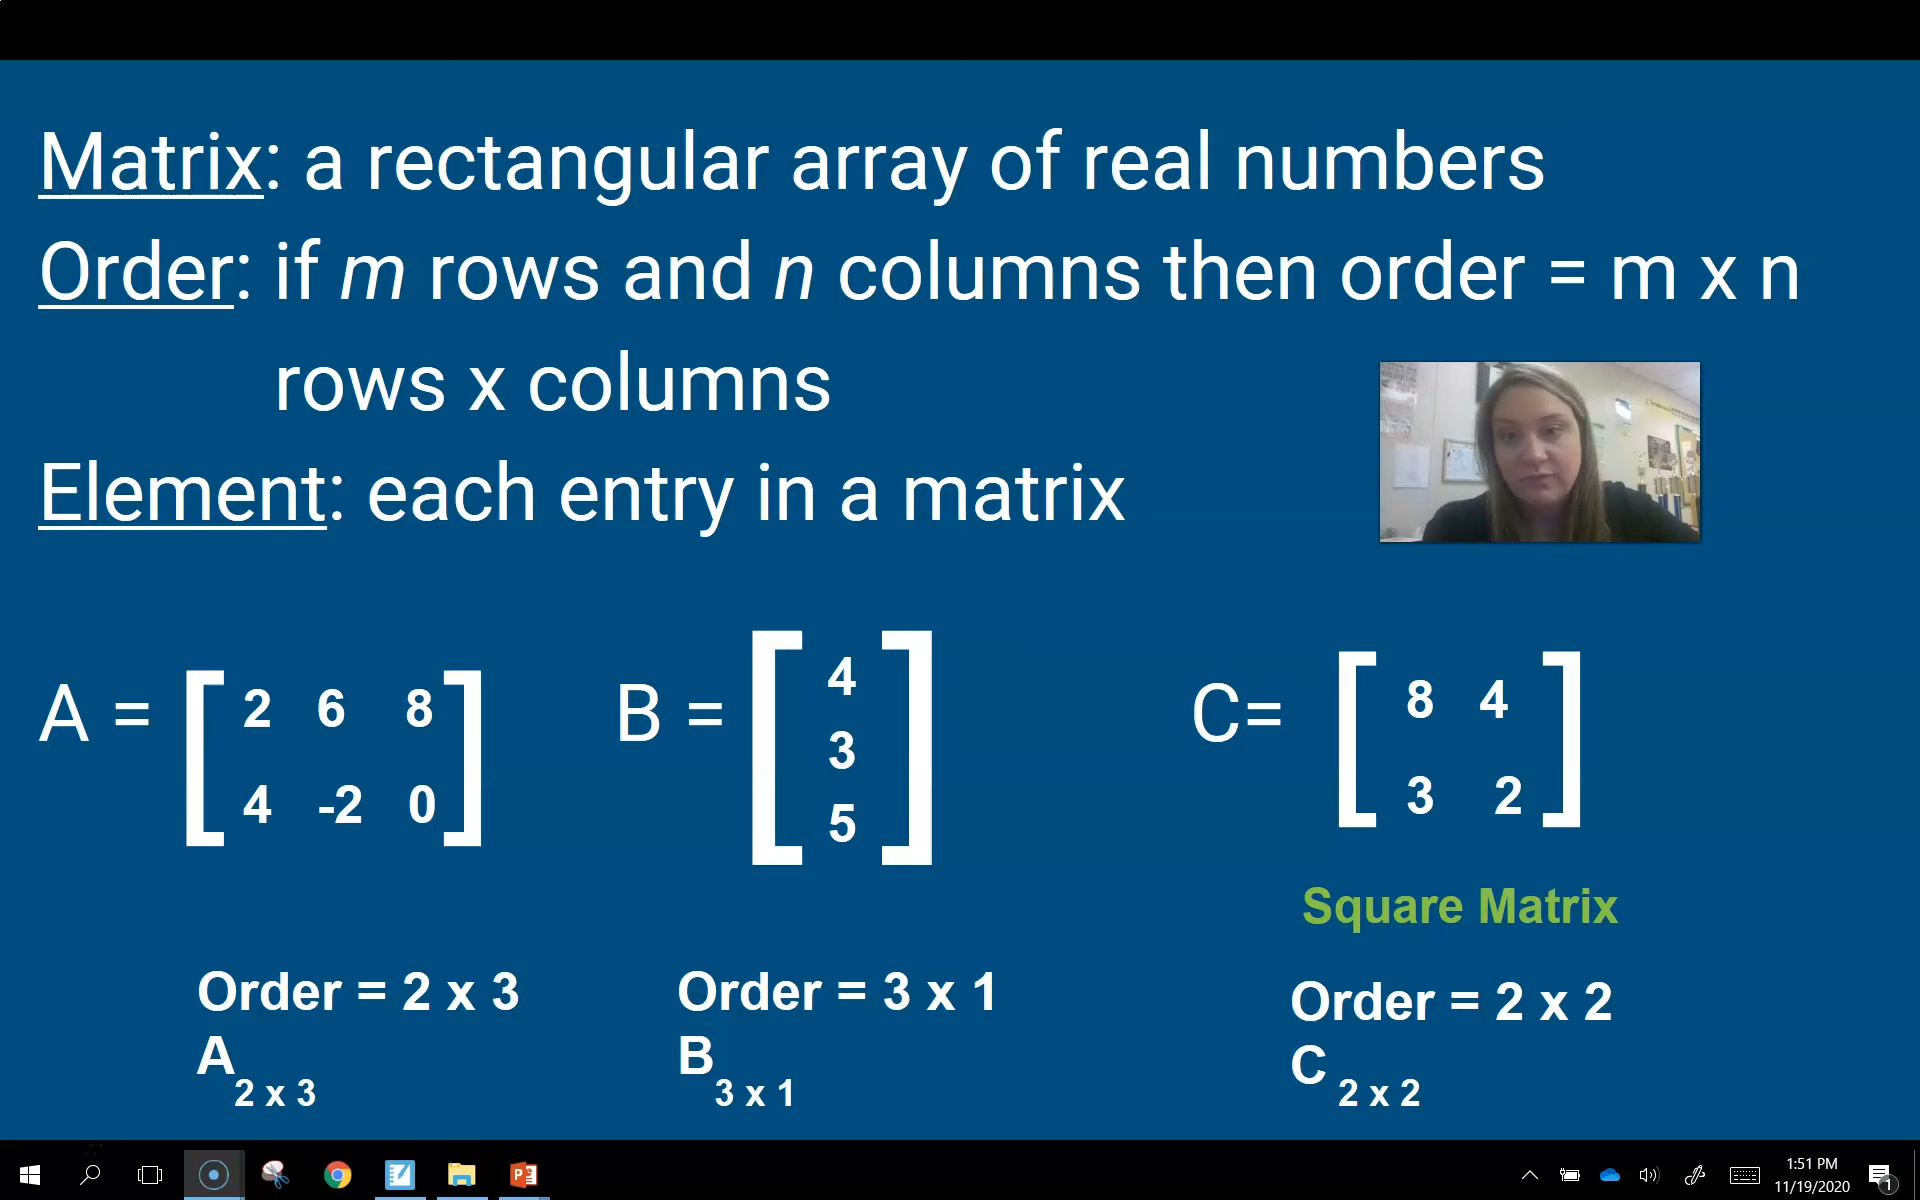 Matrix: a rectangular array of real numbers
Order: if m rows and n columns then order = m x n
rows x columns
Element: each entry in a matrix
A = [ 2 6 8
4 -2 0 ]
B = [ 4
3
5 ]
C= [ 8 4
3 2 ]
Square Matrix
Order = 2 x 3
A 2 x 3
Order = 3 x 1
B 3 x 1
Order = 2 x 2
C 2 x 2
1:51 PM
11/19/2020
1